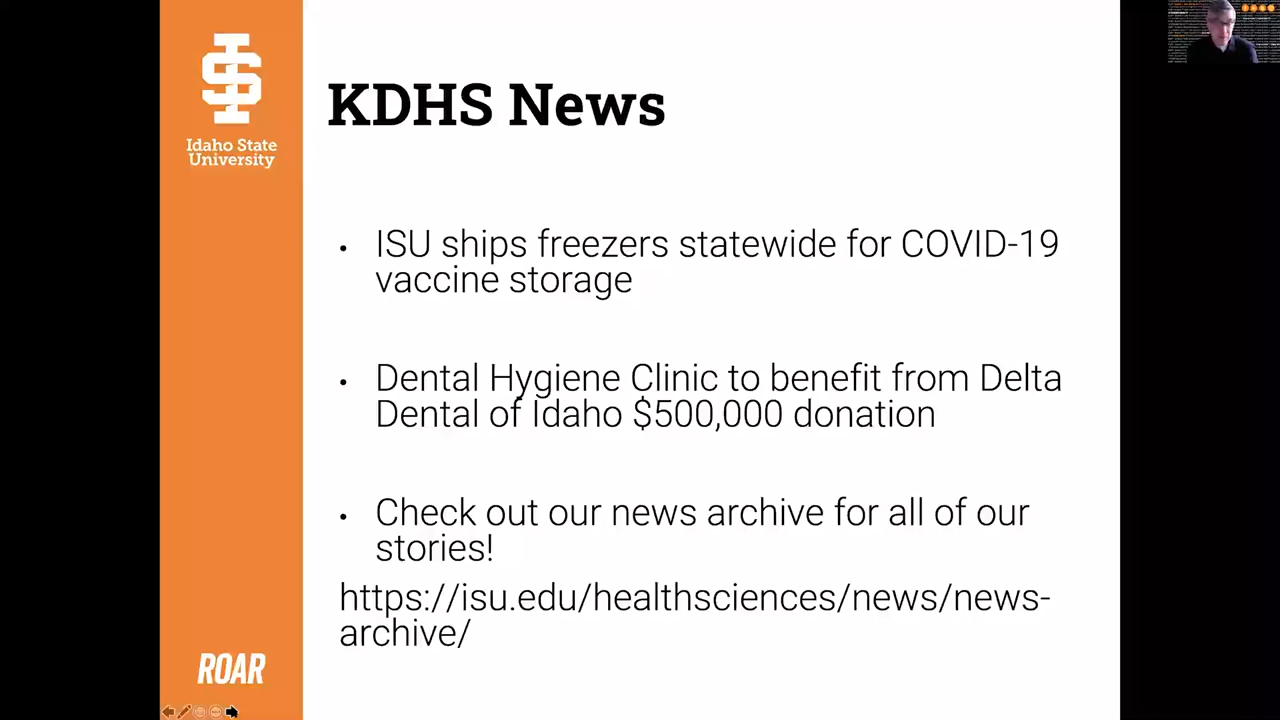 Idaho State
University
KDHS News
• ISU ships freezers statewide for COVID-19
vaccine storage
• Dental Hygiene Clinic to benefit from Delta
Dental of Idaho $500,000 donation
• Check out our news archive for all of our
stories!
https://isu.edu/healthsciences/news/news-
archive/
ROAR